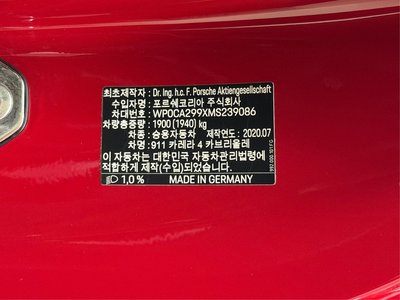 최초제작자 : Dr. Ing. h.c. F. Porsche Aktiengesellschaft
수입자명 : 포르쉐코리아 주식회사
차대번호 : WP0CA299XMS239086
차량총중량 : 1900 (1940) kg
차종 : 승용자동차 제작연도 : 2020.07
차명 : 911 카레라 4 카브리올레
이 자동차는 대한민국 자동차관리법령에
적합하게 제작(수입)되었습니다.
1,0% MADE IN GERMANY